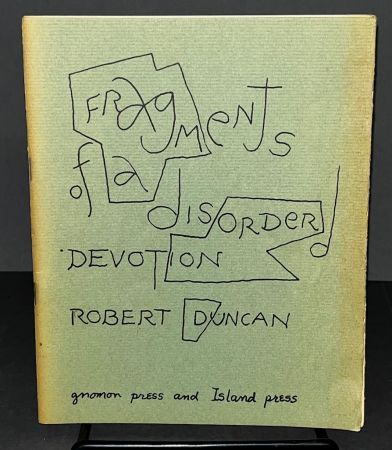 FRagmeNTs
of a
disORDEREd
DEVOTION
ROBERT DUNCAN
gnomon press and Island press